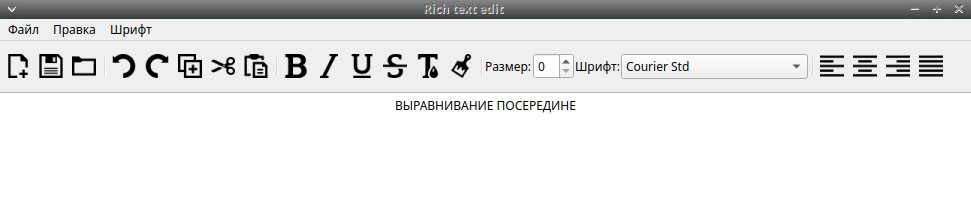 Rich text edit
Файл Правка Шрифт
B I U S T Размер: 0 Шрифт: Courier Std
ВЫРАВНИВАНИЕ ПОСЕРЕДИНЕ